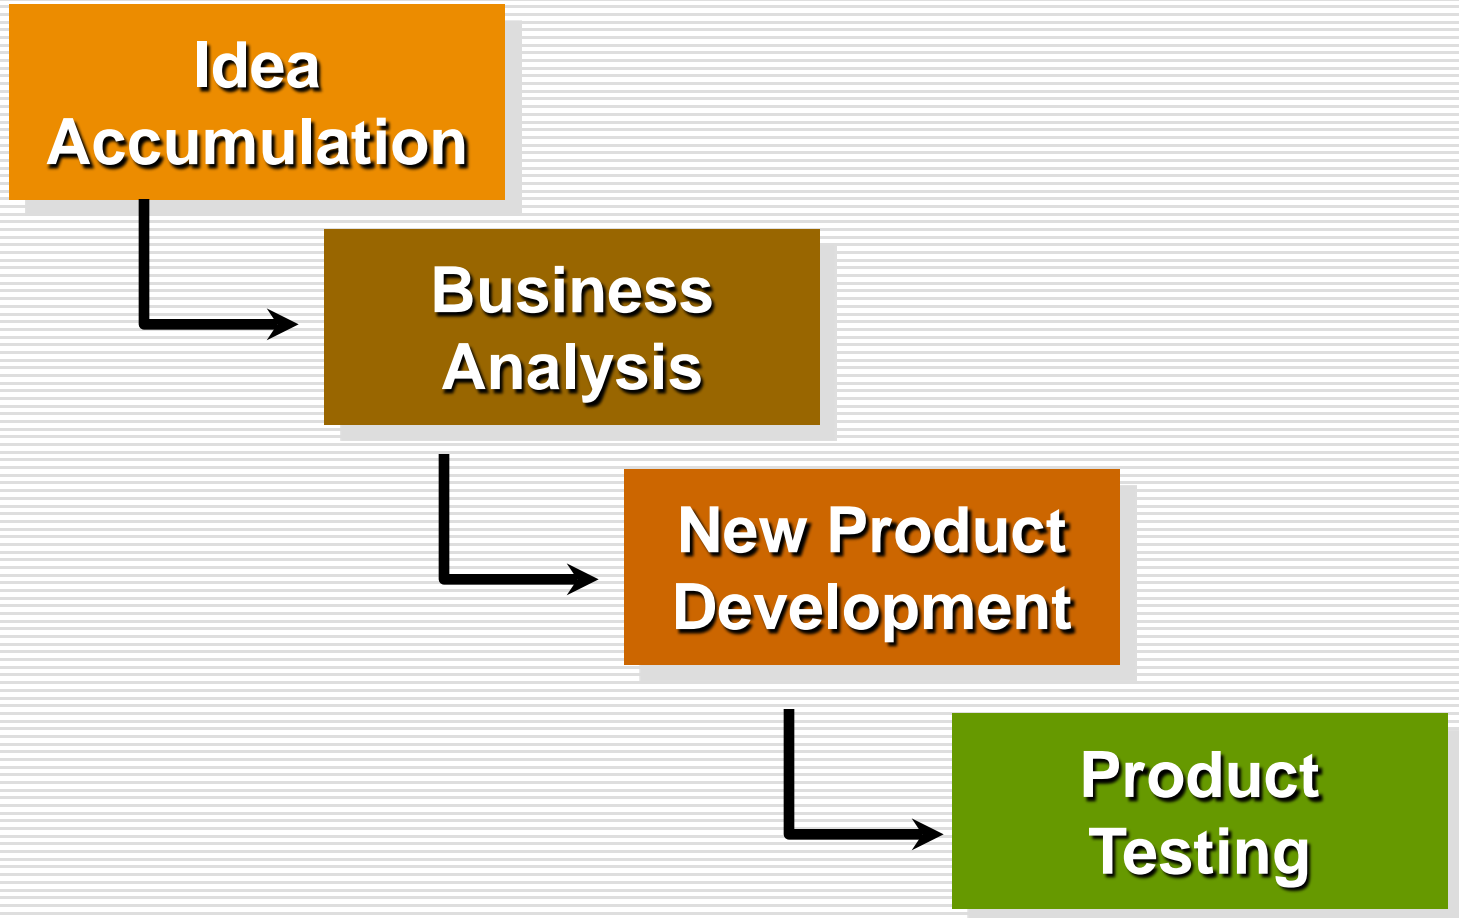 Idea
Accumulation
Business
Analysis
New Product
Development
Product
Testing